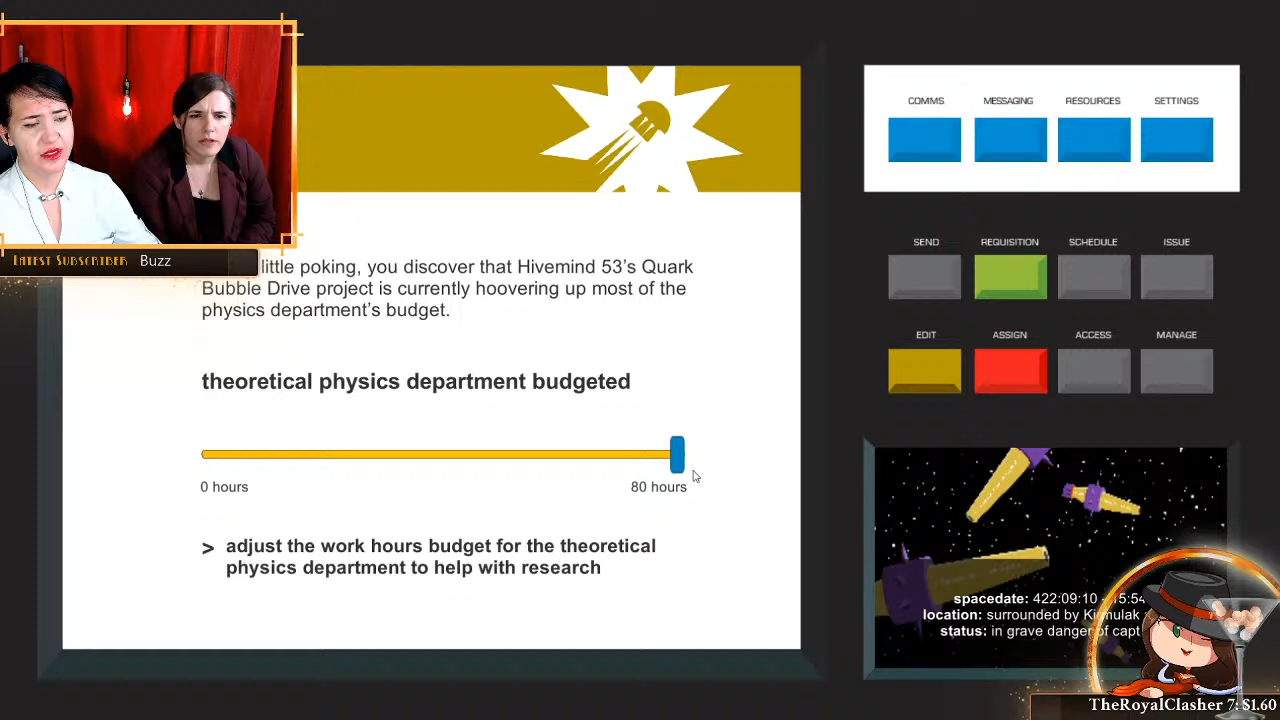 COMMS MESSAGING RESOURCES SETTINGS
SEND REQUISITION SCHEDULE ISSUE
EDIT ASSIGN ACCESS MANAGE
LATEST SUBSCRIBER Buzz
little poking, you discover that Hivemind 53's Quark
Bubble Drive project is currently hoovering up most of the
physics department's budget.
theoretical physics department budgeted
0 hours 80 hours
> adjust the work hours budget for the theoretical
physics department to help with research
spacedate: 422:09:10
location: surrounded by
status: in grave danger of
TheRoyalClasher 7: $1.60